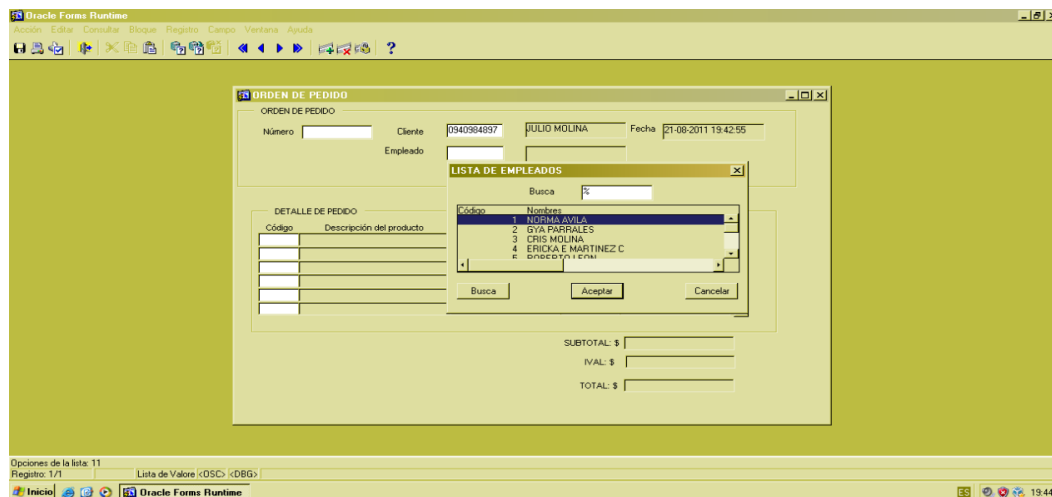 Oracle Forms Runtime
Acción Editar Consultar Bloque Registro Campo Ventana Ayuda
ORDEN DE PEDIDO
ORDEN DE PEDIDO
Número Cliente 0940984897 JULIO MOLINA Fecha 21-08-2011 19:42:55
Empleado
LISTA DE EMPLEADOS
Busca %
Código Nombres
1 NORMA AVILA
2 GYA PARRALES
3 CRIS MOLINA
4 ERICKA E MARTINEZ C
5 ROBERTO LEON
Busca Aceptar Cancelar
DETALLE DE PEDIDO
Código Descripción del producto
SUBTOTAL: $
IVAL: $
TOTAL: $
Opciones de la lista: 11
Registro: 1/1 Lista de Valore <OSC> <DBG>
Inicio Oracle Forms Runtime ES 19:44